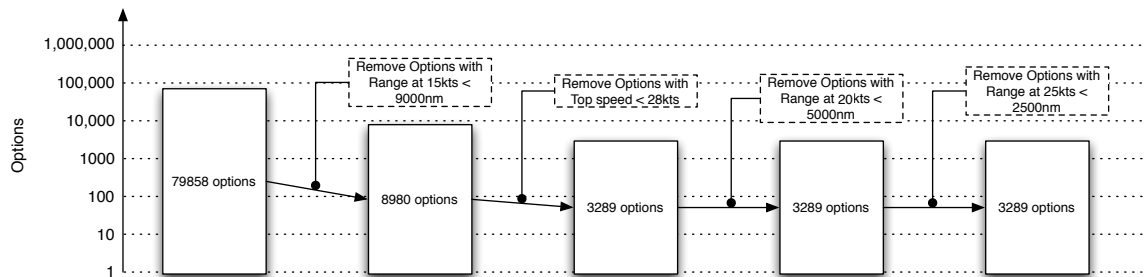 Options
1,000,000
100,000
10,000
1000
100
10
1
Remove Options with
Range at 15kts <
9000nm
Remove Options with
Top speed < 28kts
Remove Options with
Range at 20kts <
5000nm
Remove Options with
Range at 25kts <
2500nm
79858 options
8980 options
3289 options
3289 options
3289 options